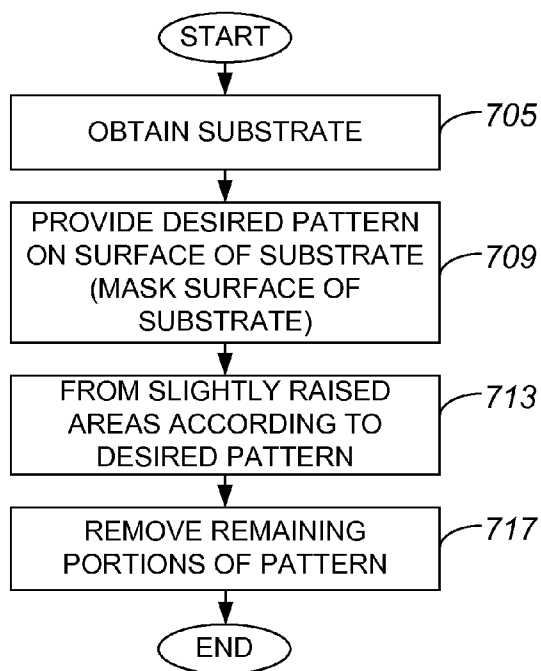 START
OBTAIN SUBSTRATE
705
PROVIDE DESIRED PATTERN
ON SURFACE OF SUBSTRATE
(MASK SURFACE OF
SUBSTRATE)
709
FROM SLIGHTLY RAISED
AREAS ACCORDING TO
DESIRED PATTERN
713
REMOVE REMAINING
PORTIONS OF PATTERN
717
END